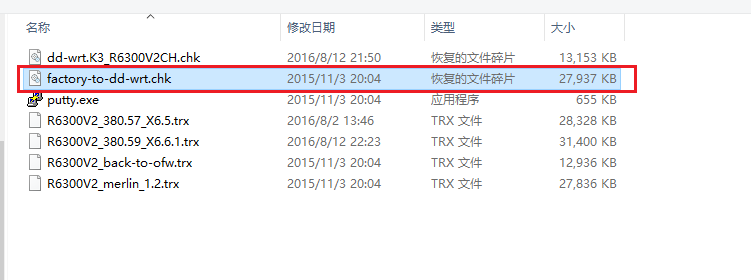 名称 修改日期 类型 大小
dd-wrt.K3_R6300V2CH.chk 2016/8/12 21:50 恢复的文件碎片 13,153 KB
factory-to-dd-wrt.chk 2015/11/3 20:04 恢复的文件碎片 27,937 KB
putty.exe 2015/11/3 20:04 应用程序 655 KB
R6300V2_380.57_X6.5.trx 2016/8/2 13:46 TRX 文件 28,328 KB
R6300V2_380.59_X6.6.1.trx 2016/8/12 22:23 TRX 文件 31,400 KB
R6300V2_back-to-ofw.trx 2015/11/3 20:04 TRX 文件 12,936 KB
R6300V2_merlin_1.2.trx 2015/11/3 20:04 TRX 文件 27,836 KB